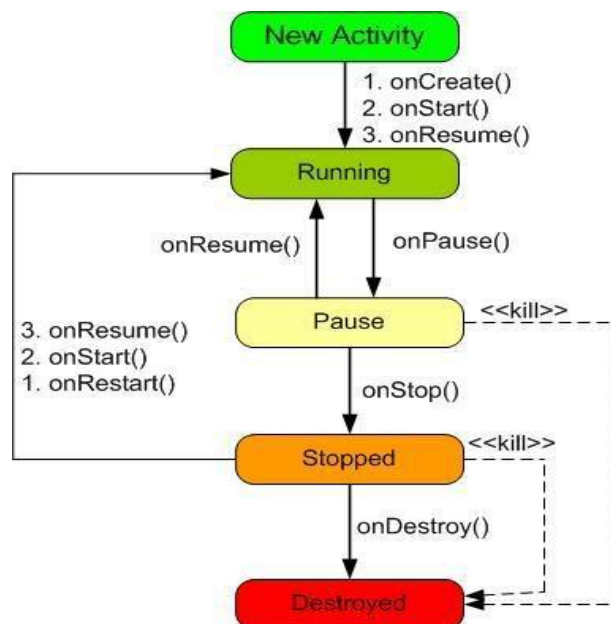 New Activity
1. onCreate()
2. onStart()
3. onResume()
Running
onResume()
onPause()
Pause
<<kill>>
3. onResume()
2. onStart()
1. onRestart()
onStop()
Stopped
<<kill>>
onDestroy()
Destroyed